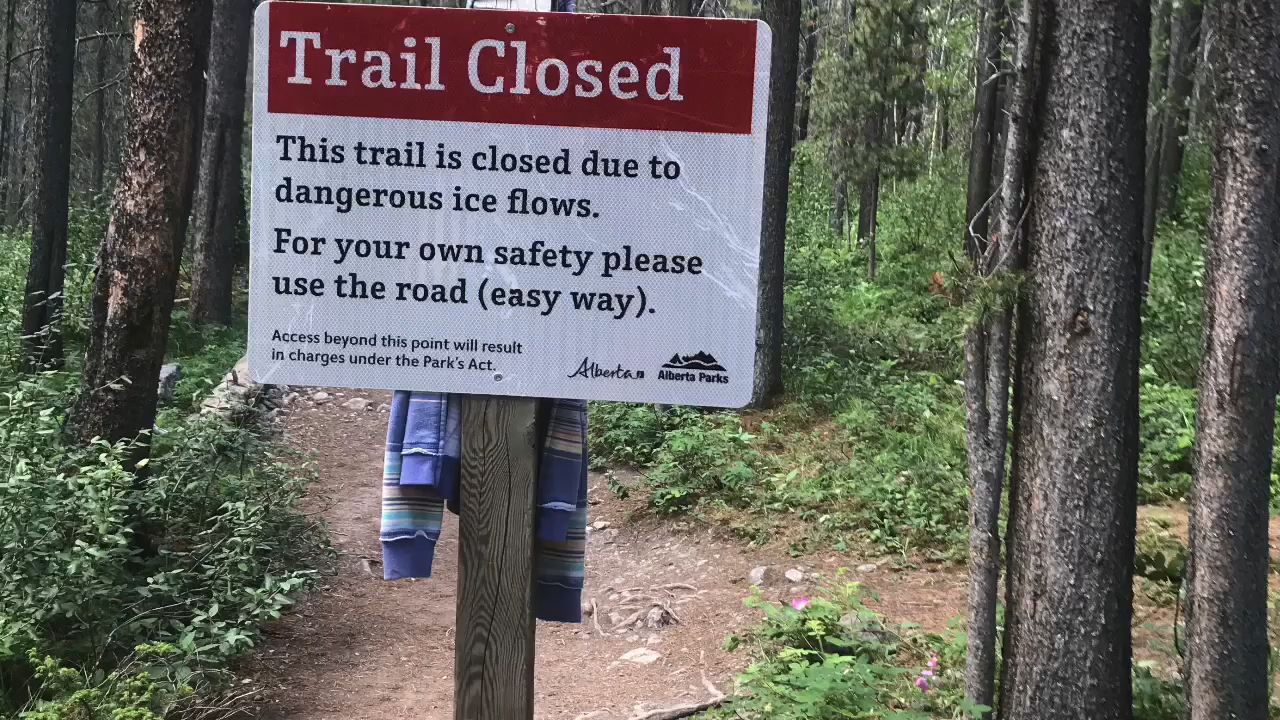 Trail Closed
This trail is closed due to
dangerous ice flows.
For your own safety please
use the road (easy way).
Access beyond this point will result
in charges under the Park's Act.
Alberta
Alberta Parks